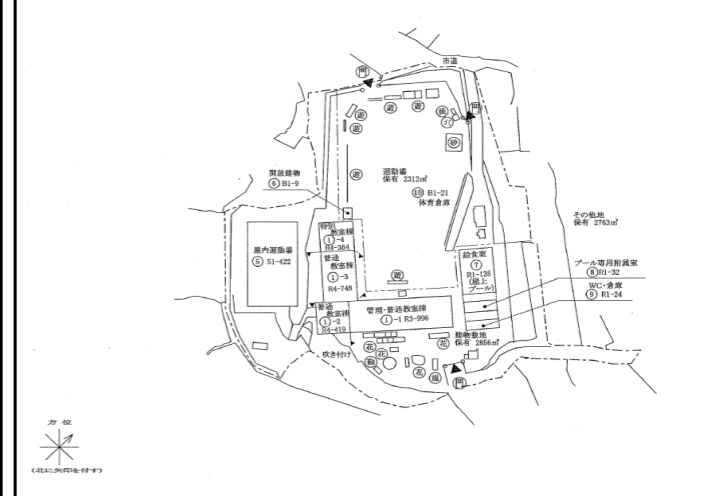 市道
門
門
遊
遊
遊
遊
遊
砂
開放建物
⑥ B1-9
遊
運動場
保有 2312㎡
⑩ B1-21
体育倉庫
その他地
保有 2763㎡
特別
教室棟
①-4
R4-364
屋内運動場
⑤ S1-422
普通
教室棟
①-3
R4-748
給食室
⑦
R1-135
(屋上
プール)
プール専用附属室
⑧ R1-32
WC・倉庫
⑨ R1-24
遊
普通
教室棟
①-2
R4-419
管理・普通教室棟
①-1 R3-996
建物敷地
保有 2856㎡
吹き付け
花
花
花
門
方位
(北に矢印を付す)